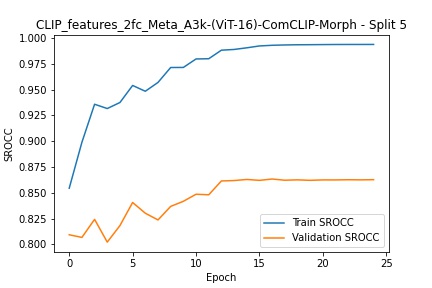 CLIP_features_2fc_Meta_A3k-(ViT-16)-ComCLIP-Morph - Split 5
1.000
0.975
0.950
0.925
0.900
0.875
0.850
0.825
0.800
SROCC
Train SROCC
Validation SROCC
0 5 10 15 20 25
Epoch